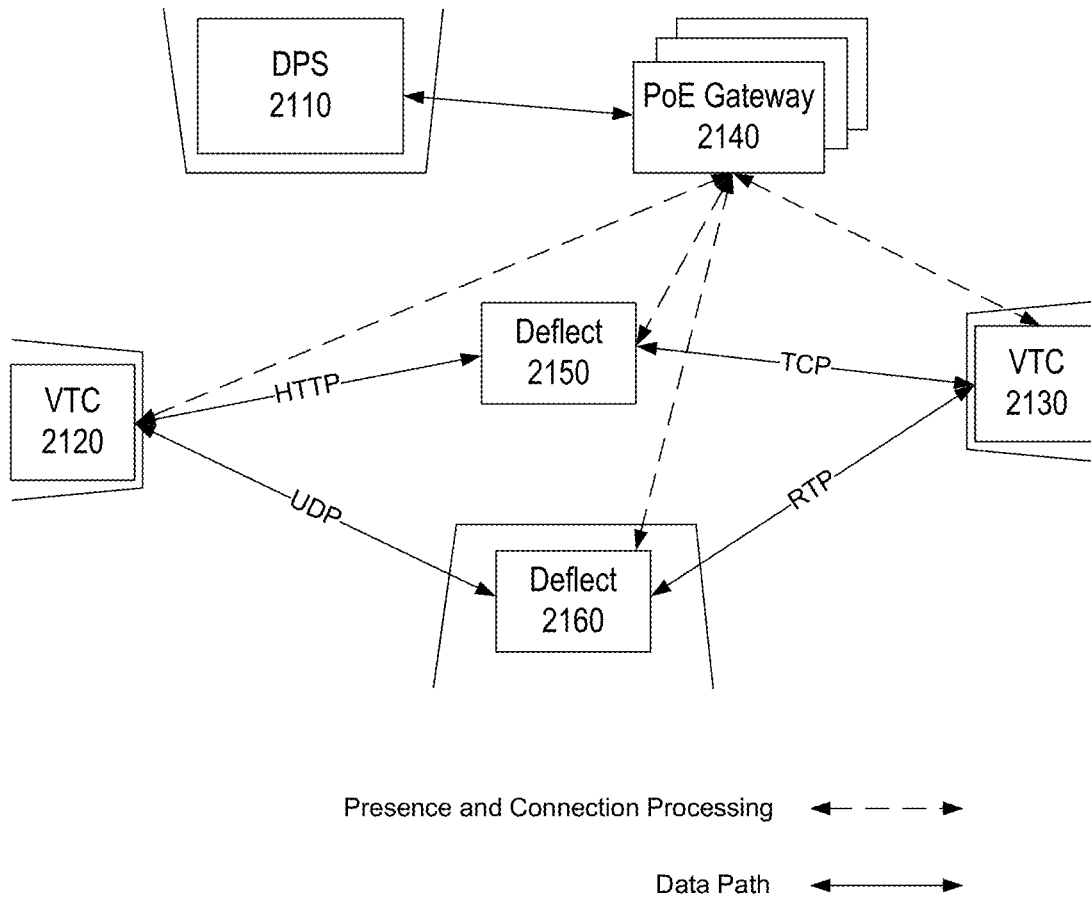 DPS
2110
PoE Gateway
2140
Deflect
2150
TCP
VTC
2130
HTTP
VTC
2120
UDP
RTP
Deflect
2160
Presence and Connection Processing
Data Path